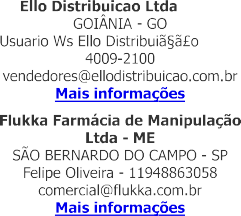 Ello Distribuicao Ltda
GOIÂNIA - GO
Usuario Ws Ello Distribuiã§ã£o
4009-2100
vendedores@ellodistribuicao.com.br
Mais informações
Flukka Farmácia de Manipulação
Ltda - ME
SÃO BERNARDO DO CAMPO - SP
Felipe Oliveira - 11948863058
comercial@flukka.com.br
Mais informações